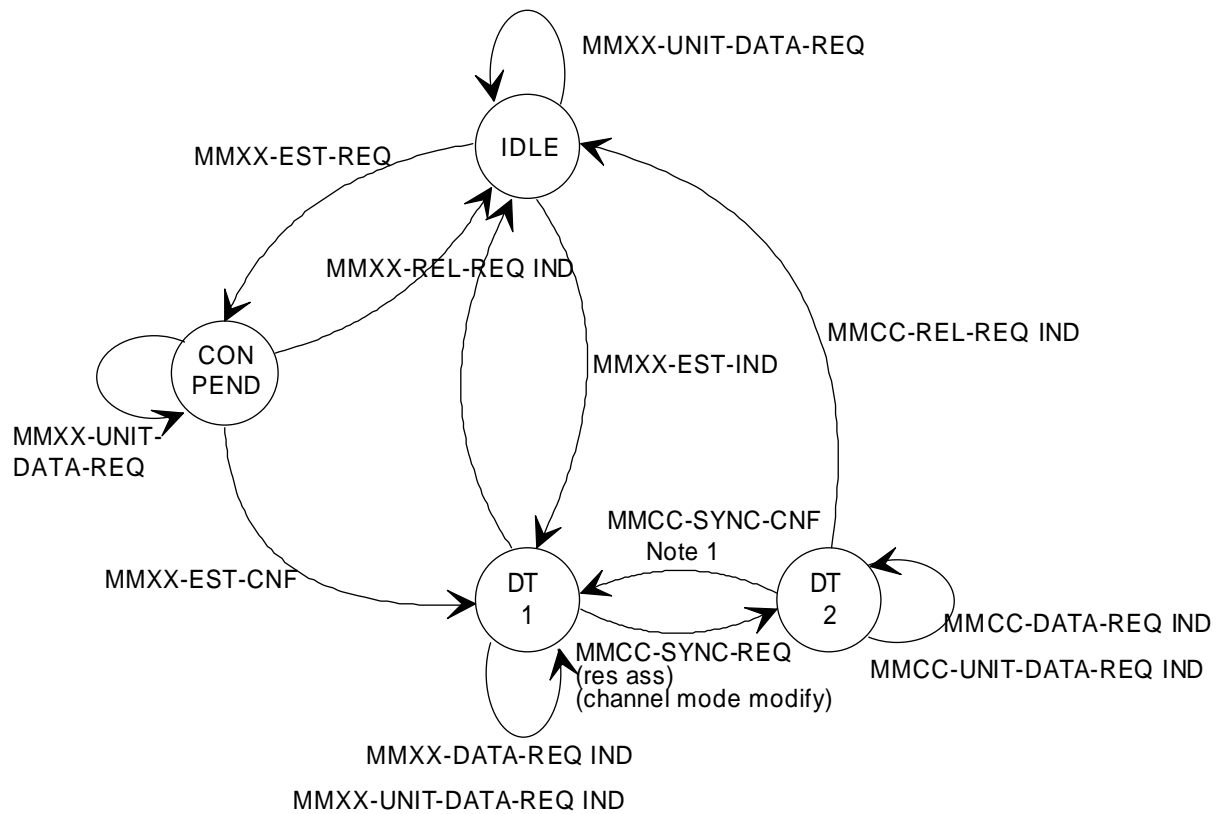 MMXX-UNIT-DATA-REQ
IDLE
MMXX-EST-REQ
MMXX-REL-REQ IND
MMCC-REL-REQ IND
CON
PEND
MMXX-EST-IND
MMXX-UNIT-
DATA-REQ
MMCC-SYNC-CNF
Note 1
MMXX-EST-CNF
DT
1
DT
2
MMCC-DATA-REQ IND
MMCC-SYNC-REQ
(res ass)
(channel mode modify)
MMCC-UNIT-DATA-REQ IND
MMXX-DATA-REQ IND
MMXX-UNIT-DATA-REQ IND